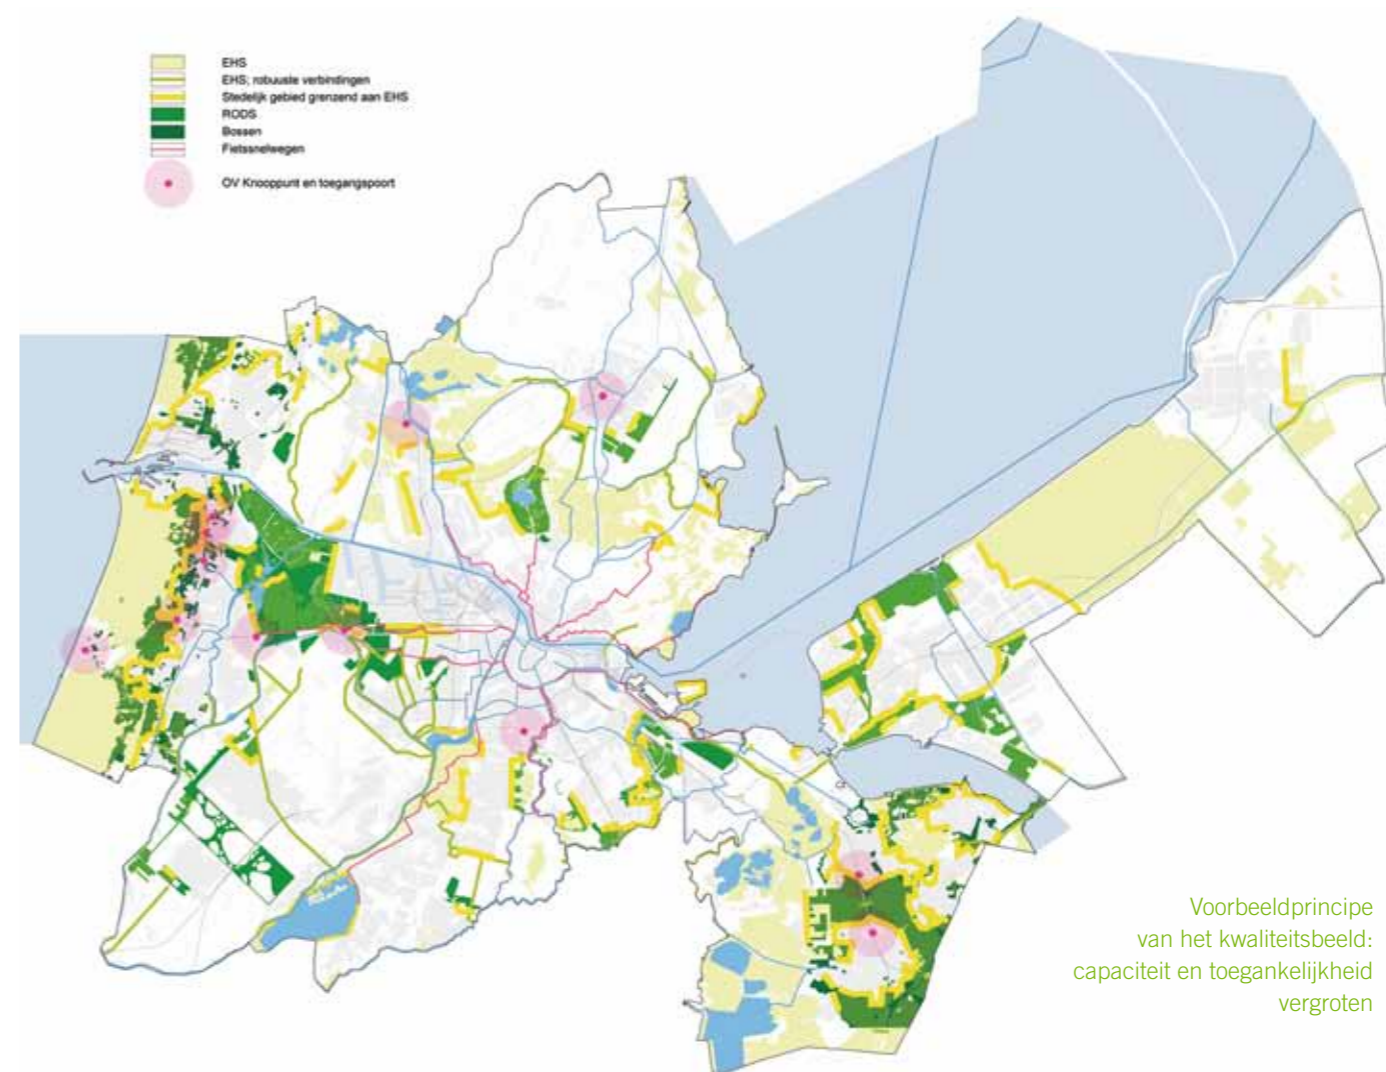 EHS
EHS; robuuste verbindingen
Stedelijk gebied grenzend aan EHS
RODS
Bossen
Fietssnelwegen
OV Knooppunt en toegangspoort
Voorbeeldprincipe
van het kwaliteitsbeeld:
capaciteit en toegankelijkheid
vergroten